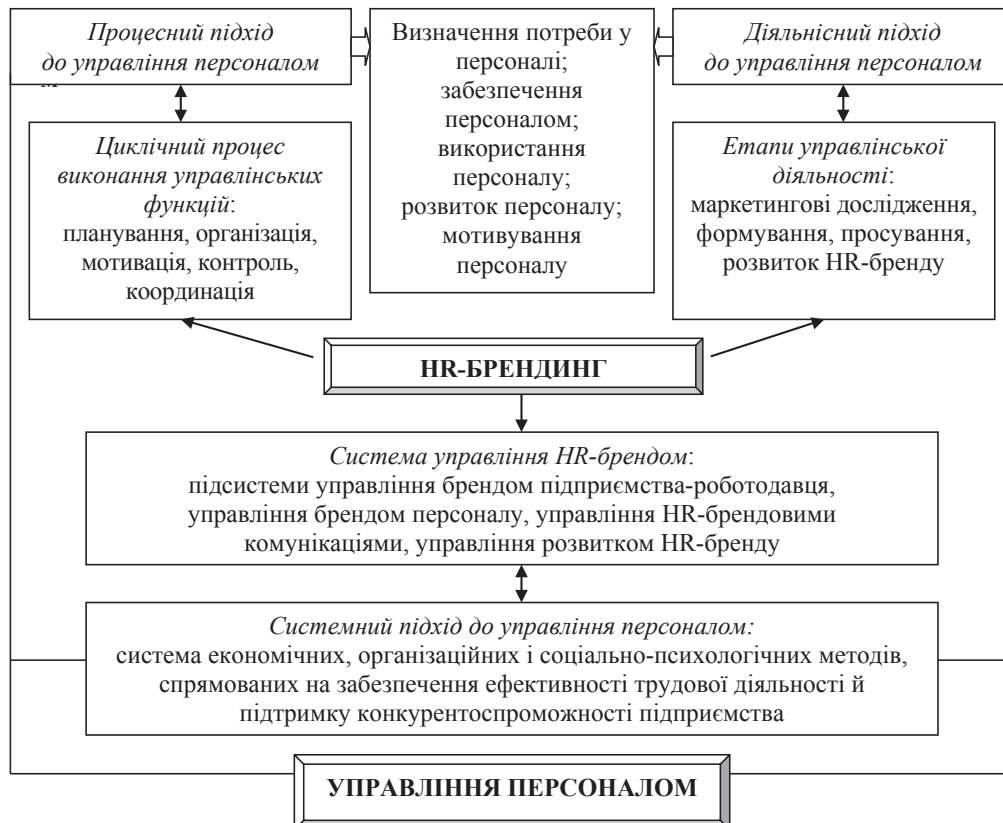 Процесний підхід
до управління персоналом
Визначення потреби у
персоналі;
забезпечення
персоналом;
використання
персоналу;
розвиток персоналу;
мотивування
персоналу
Діяльнісний підхід
до управління персоналом
Циклічний процес
виконання управлінських
функцій:
планування, організація,
мотивація, контроль,
координація
Етапи управлінської
діяльності:
маркетингові дослідження,
формування, просування,
розвиток HR-бренду
HR-БРЕНДИНГ
Система управління HR-брендом:
підсистеми управління брендом підприємства-роботодавця,
управління брендом персоналу, управління HR-брендовими
комунікаціями, управління розвитком HR-бренду
Системний підхід до управління персоналом:
система економічних, організаційних і соціально-психологічних методів,
спрямованих на забезпечення ефективності трудової діяльності й
підтримку конкурентоспроможності підприємства
УПРАВЛІННЯ ПЕРСОНАЛОМ